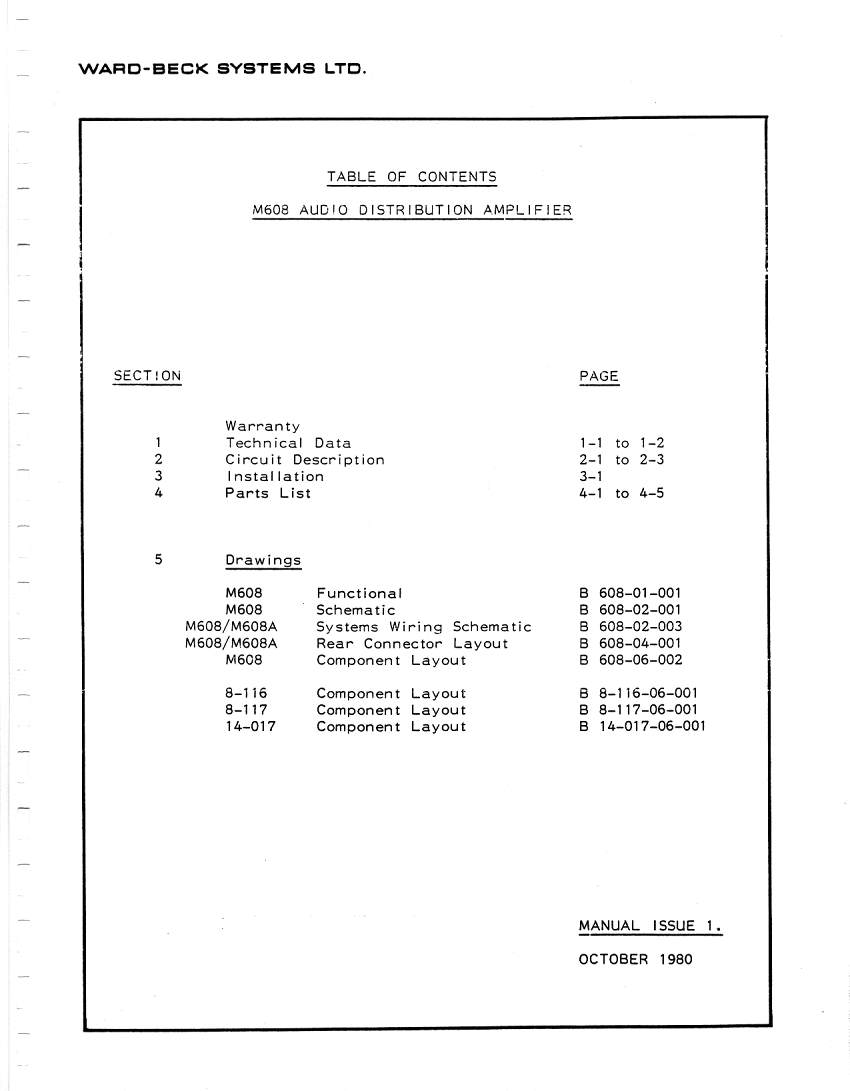 WARD-BECK SYSTEMS LTD.
TABLE OF CONTENTS
M608 AUDIO DISTRIBUTION AMPLIFIER
SECTION PAGE
Warranty
1 Technical Data 1-1 to 1-2
2 Circuit Description 2-1 to 2-3
3 Installation 3-1
4 Parts List 4-1 to 4-5
5 Drawings
M608 Functional B 608-01-001
M608 Schematic B 608-02-001
M608/M608A Systems Wiring Schematic B 608-02-003
M608/M608A Rear Connector Layout B 608-04-001
M608 Component Layout B 608-06-002
8-116 Component Layout B 8-116-06-001
8-117 Component Layout B 8-117-06-001
14-017 Component Layout B 14-017-06-001
MANUAL ISSUE 1.
OCTOBER 1980